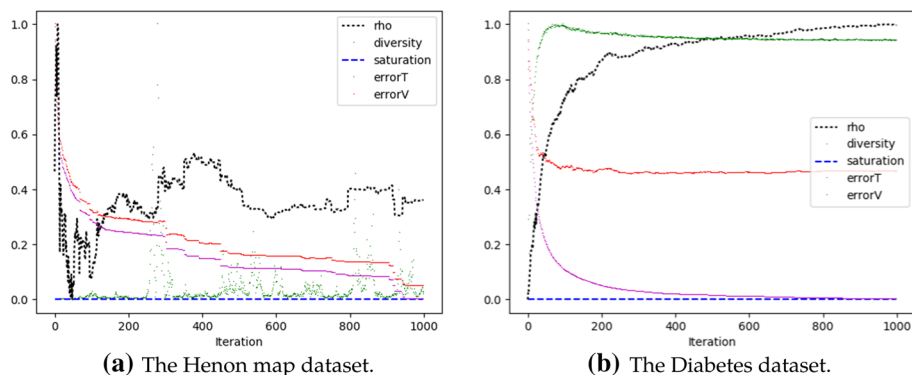 1.0
0.8
0.6
0.4
0.2
0.0
0
200
400
600
800
1000
Iteration
rho
diversity
saturation
errorT
errorV
(a) The Henon map dataset.
1.0
0.8
0.6
0.4
0.2
0.0
0
200
400
600
800
1000
Iteration
rho
diversity
saturation
errorT
errorV
(b) The Diabetes dataset.